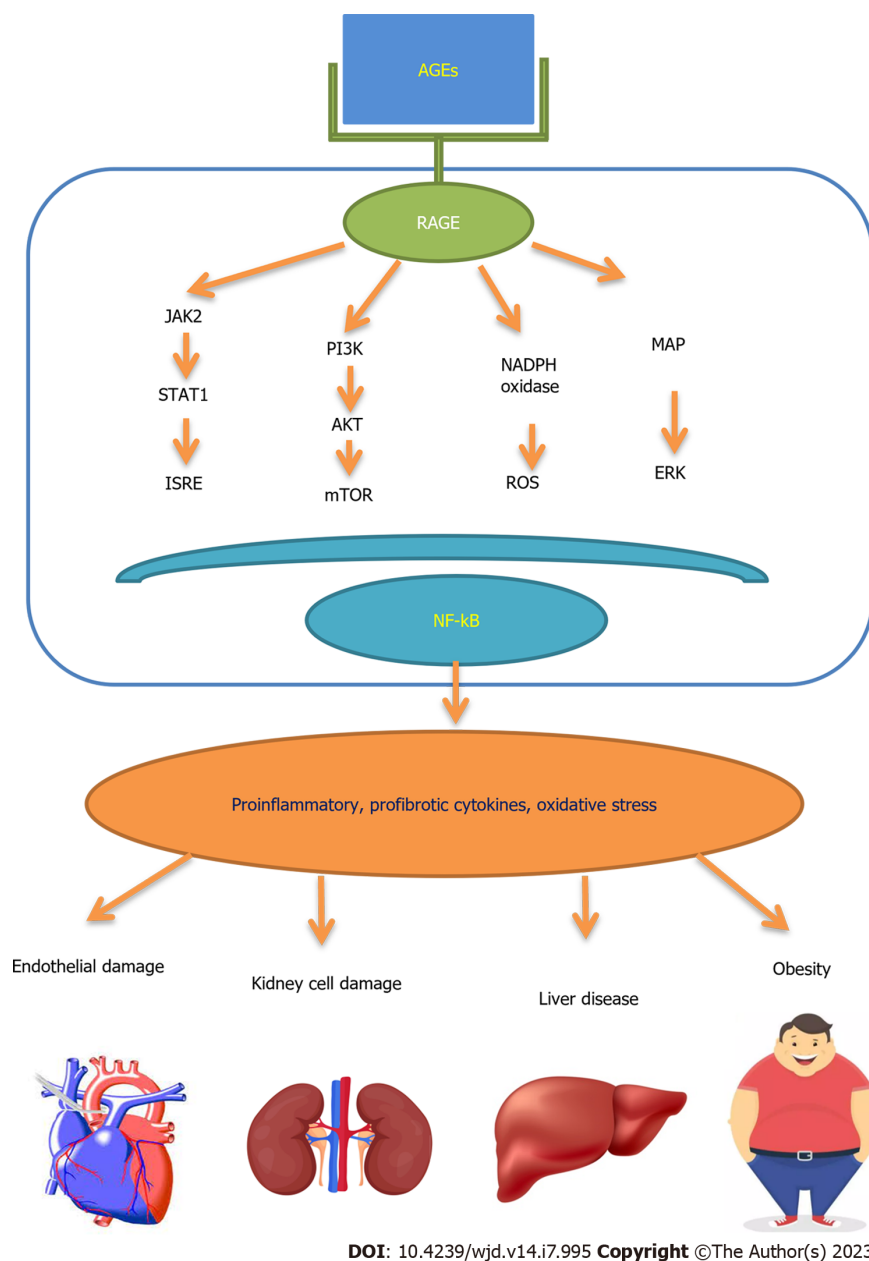 AGEs
RAGE
JAK2
PI3K
NADPH
oxidase
MAP
STAT1
AKT
ISRE
mTOR
ROS
ERK
NF-kB
Proinflammatory, profibrotic cytokines, oxidative stress
Endothelial damage
Kidney cell damage
Liver disease
Obesity
DOI: 10.4239/wjd.v14.i7.995 Copyright ©The Author(s) 2023